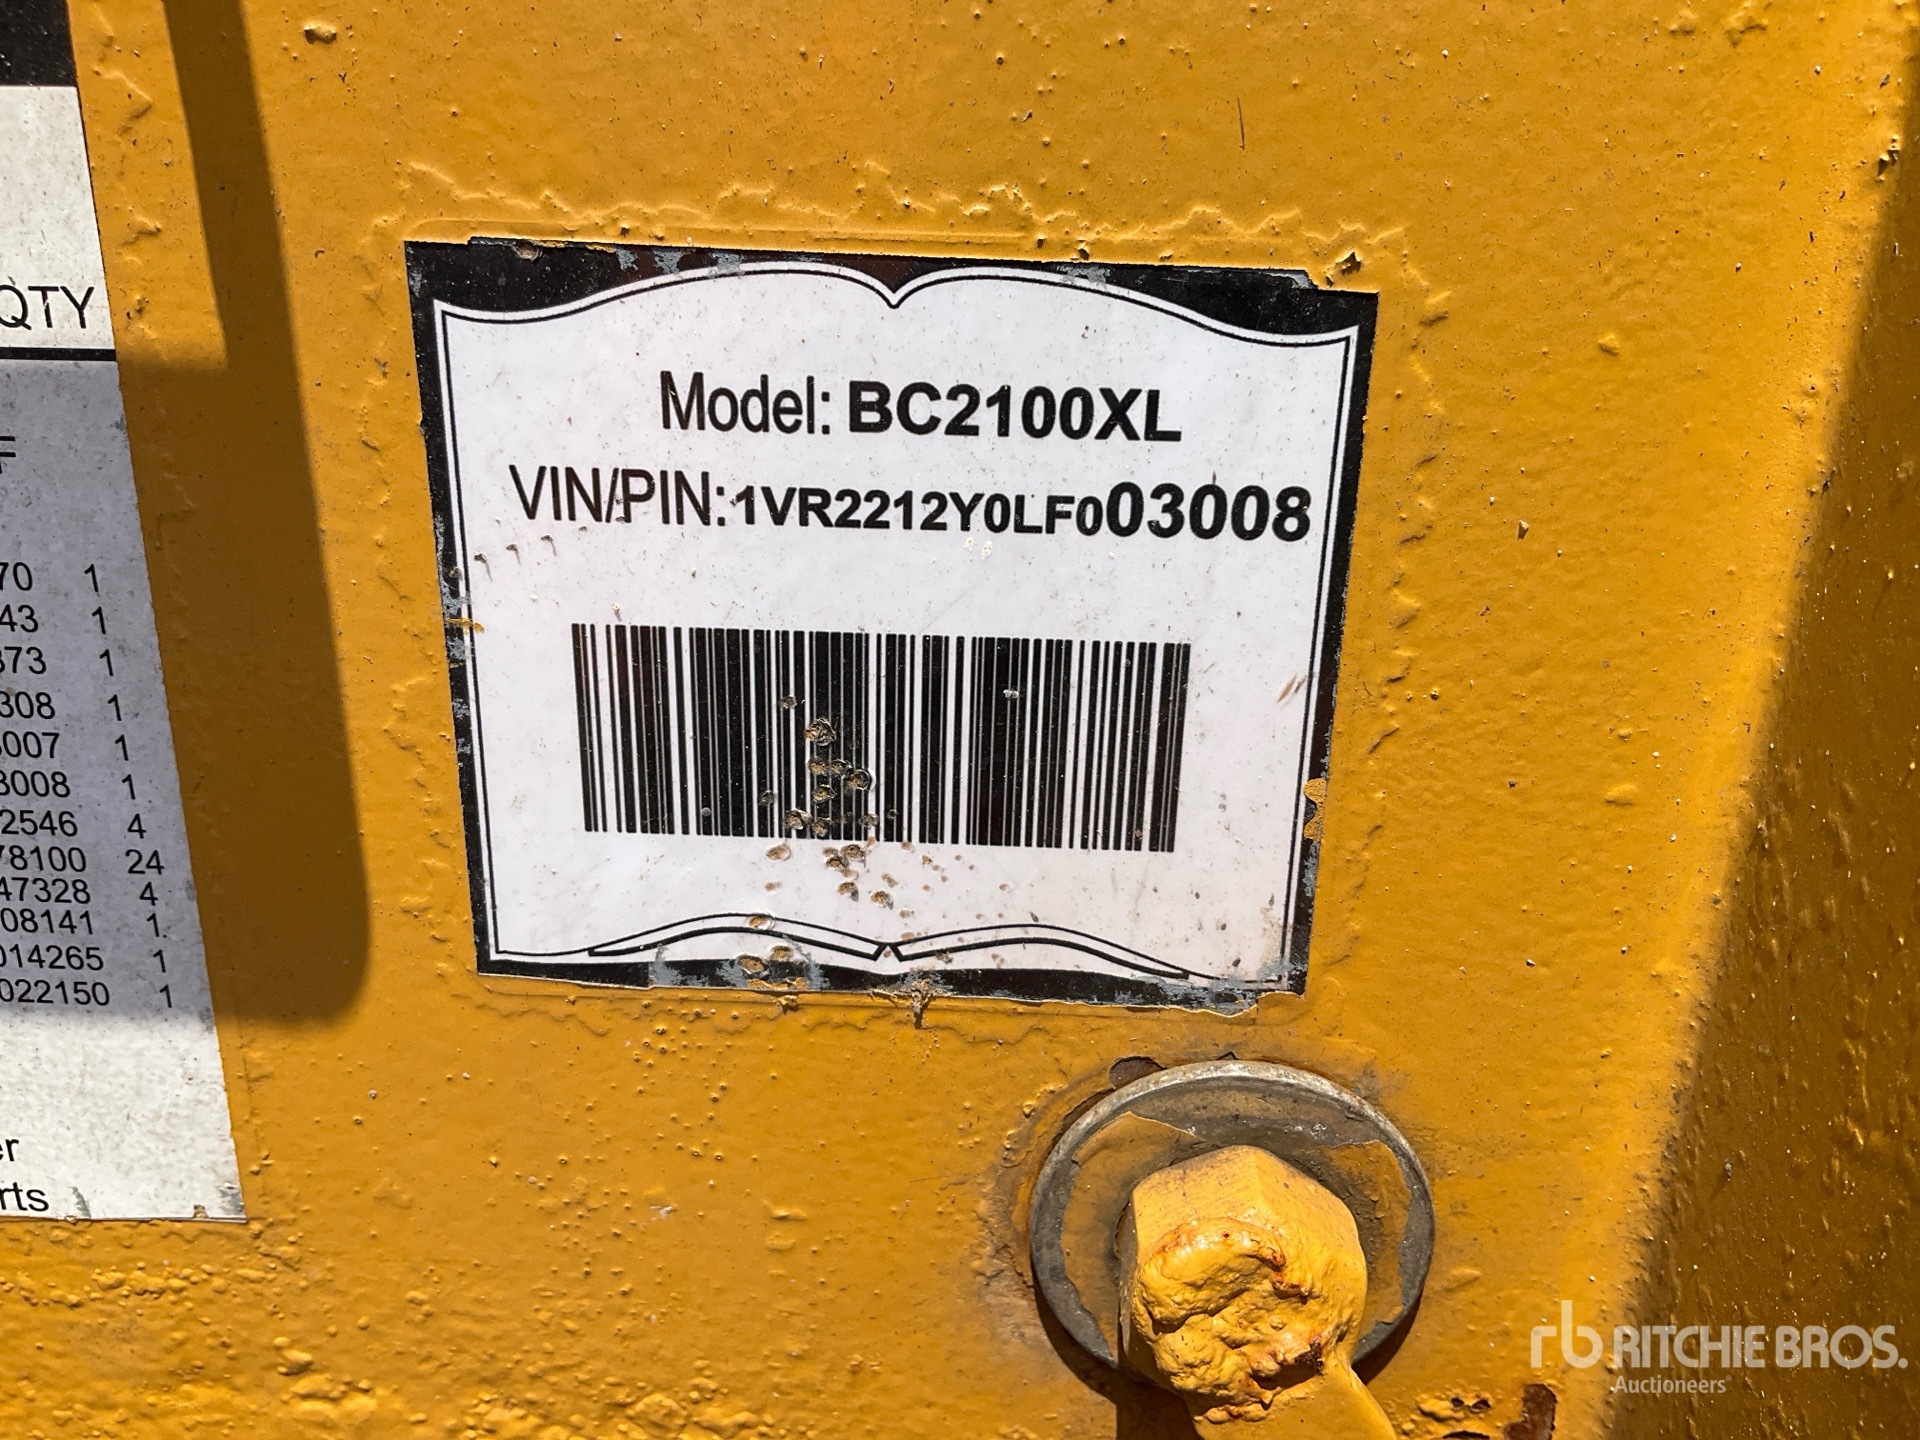 QTY
F
70 1
43 1
373 1
308 1
007 1
3008 1
2546 4
78100 24
47328 4
08141 1
014265 1
022150 1
er
rts
Model: BC2100XL
VIN/PIN:1VR2212Y0LF003008
rb RITCHIE BROS.
Auctioneers